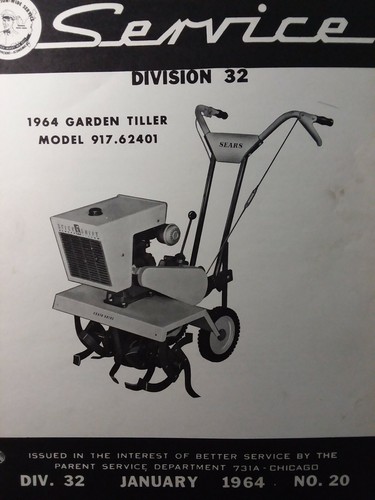 Service
DIVISION 32
1964 GARDEN TILLER
MODEL 917.62401
SEARS
ISSUED IN THE INTEREST OF BETTER SERVICE BY THE
PARENT SERVICE DEPARTMENT 731A - CHICAGO
DIV. 32 JANUARY 1964 NO. 20